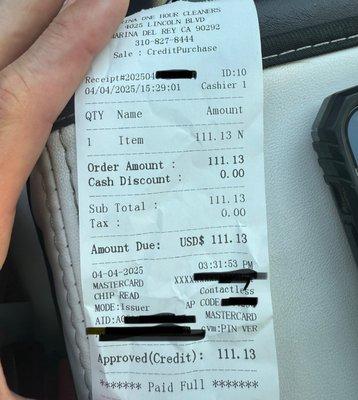 INA ONE HOUR CLEANERS
4025 LINCOLN BLVD
MARINA DEL REY CA 90292
310-827-8444
Sale : CreditPurchase
Receipt#202504 ID:10
04/04/2025/15:29:01 Cashier 1
QTY Name Amount
1 Item 111.13 N
Order Amount : 111.13
Cash Discount : 0.00
Sub Total : 111.13
Tax : 0.00
Amount Due: USD$ 111.13
04-04-2025 03:31:53 PM
MASTERCARD XXXX
CHIP READ Contactless
MODE:Issuer AP CODE
AID:A MASTERCARD
cvm:PIN VER
Approved(Credit): 111.13
****** Paid Full *******